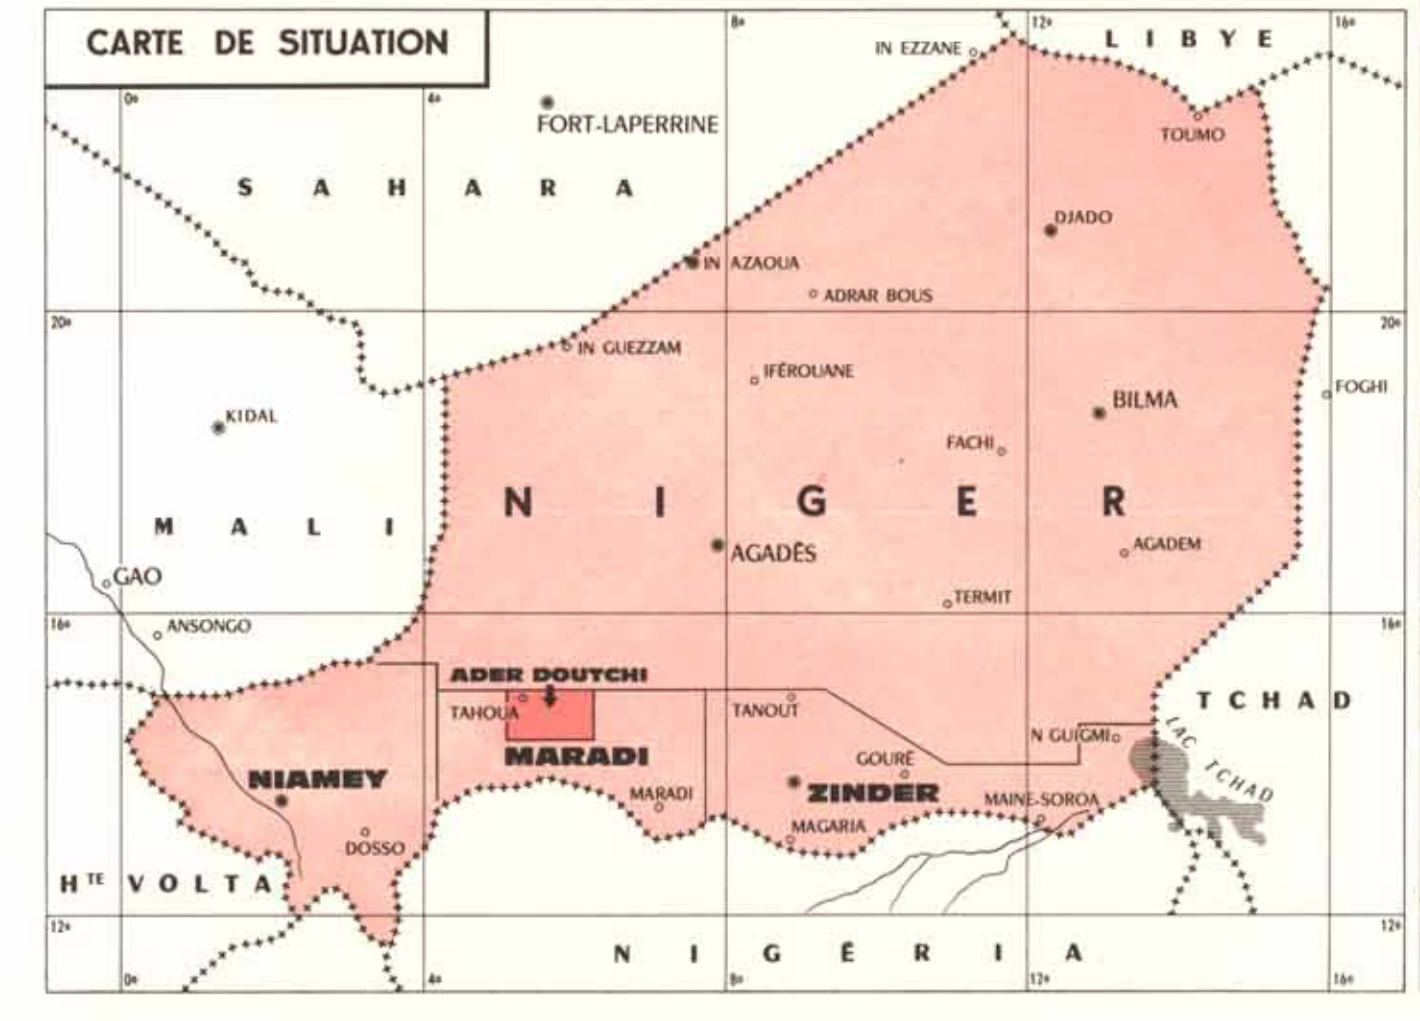 CARTE DE SITUATION
8°
12°
16°
IN EZZANE
LIBYE
0°
4°
FORT-LAPERRINE
TOUMO
SAHARA
DJADO
IN AZAOUA
ADRAR BOUS
20°
20°
IN GUEZZAM
IFÉROUANE
FOGHI
BILMA
KIDAL
FACHI
NIGER
MALI
AGADÈS
AGADEM
GAO
TERMIT
16°
16°
ANSONGO
ADER DOUTCHI
TAHOUA
TANOUT
TCHAD
N GUIGMI
LAC TCHAD
MARADI
GOURÉ
NIAMEY
MARADI
ZINDER
MAINE-SOROA
MAGARIA
DOSSO
HTE VOLTA
12°
12°
NIGÉRIA
0°
4°
8°
12°
16°